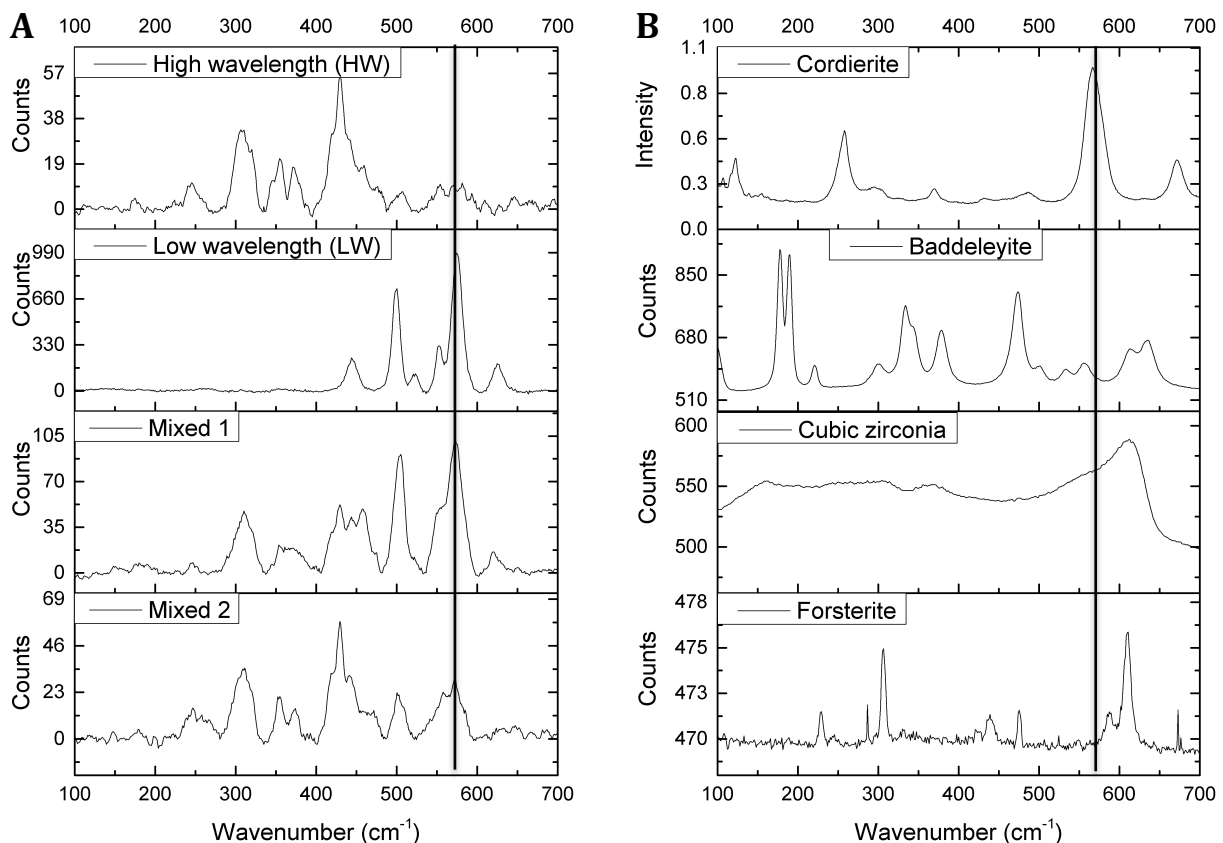 A
100 200 300 400 500 600 700
High wavelength (HW)
57
38
19
0
Counts
Low wavelength (LW)
990
660
330
0
Counts
Mixed 1
105
70
35
0
Counts
Mixed 2
69
46
23
0
Counts
100 200 300 400 500 600 700
Wavenumber (cm⁻¹)
B
100 200 300 400 500 600 700
1.1
Cordierite
0.8
0.6
0.3
0.0
Intensity
Baddeleyite
850
680
510
Counts
600
Cubic zirconia
550
500
Counts
478
Forsterite
475
473
470
Counts
100 200 300 400 500 600 700
Wavenumber (cm⁻¹)